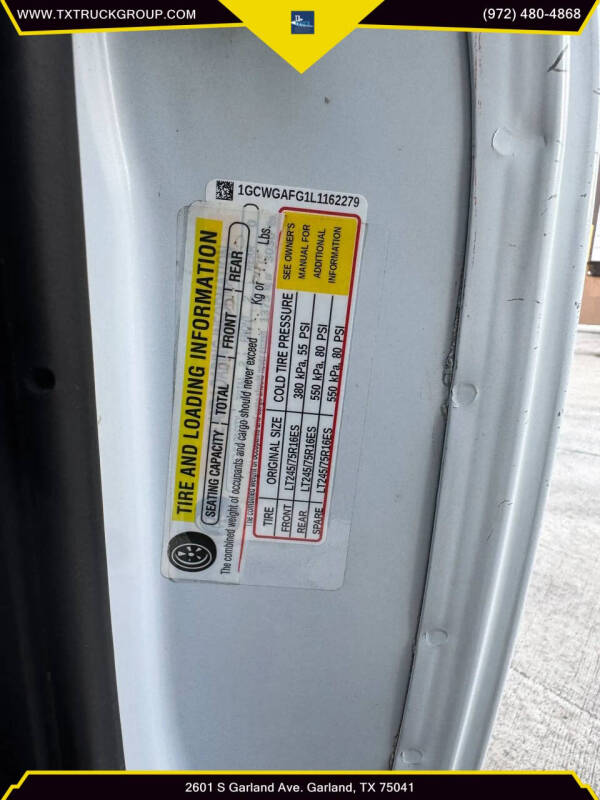 WWW.TXTRUCKGROUP.COM
(972) 480-4868
1GCWGAFG1L1162279
TIRE AND LOADING INFORMATION
SEATING CAPACITY TOTAL FRONT REAR
The combined weight of occupants and cargo should never exceed Kg or Lbs.
TIRE ORIGINAL SIZE COLD TIRE PRESSURE
FRONT LT245/75R16ES 380 kPa, 55 PSI
REAR LT245/75R16ES 550 kPa, 80 PSI
SPARE LT245/75R16ES 550 kPa, 80 PSI
SEE OWNER'S
MANUAL FOR
ADDITIONAL
INFORMATION
2601 S Garland Ave. Garland, TX 75041